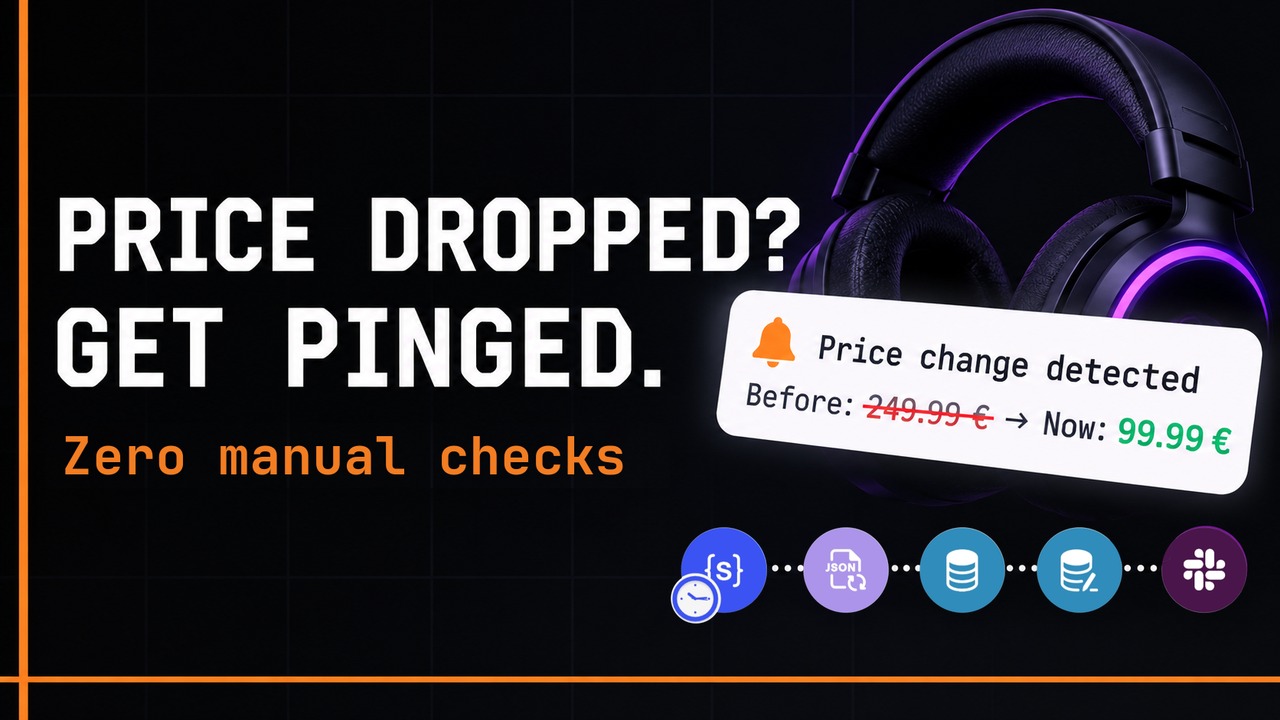 PRICE DROPPED?
GET PINGED.
Zero manual checks
Price change detected
Before: 249.99 € → Now: 99.99 €
{S}
JSON